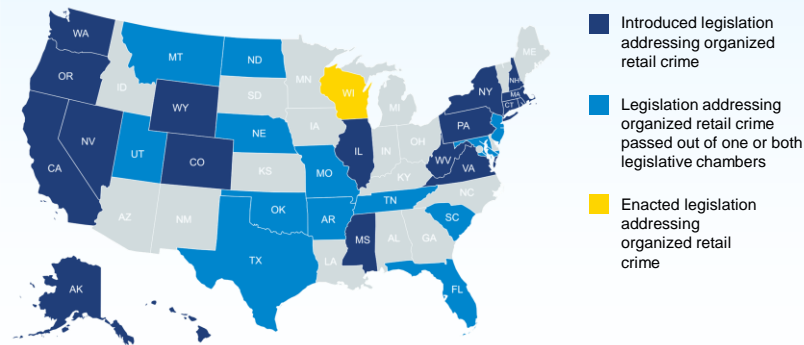 WA
MT
ND
MN
ME
OR
ID
SD
WI
MI
NY
NH
MA
CT
WY
IA
PA
NV
NE
IL
IN
OH
CA
UT
CO
KS
MO
WV
VA
KY
AZ
NM
OK
AR
TN
NC
SC
TX
LA
MS
AL
GA
FL
AK
Introduced legislation
addressing organized
retail crime
Legislation addressing
organized retail crime
passed out of one or both
legislative chambers
Enacted legislation
addressing
organized retail
crime